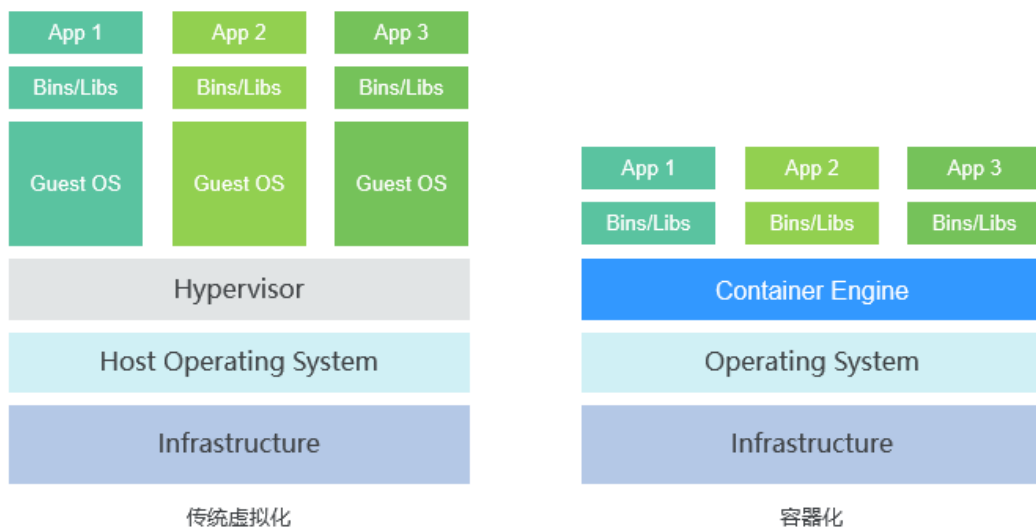 App 1
App 2
App 3
Bins/Libs
Bins/Libs
Bins/Libs
Guest OS
Guest OS
Guest OS
Hypervisor
Host Operating System
Infrastructure
传统虚拟化
App 1
App 2
App 3
Bins/Libs
Bins/Libs
Bins/Libs
Container Engine
Operating System
Infrastructure
容器化